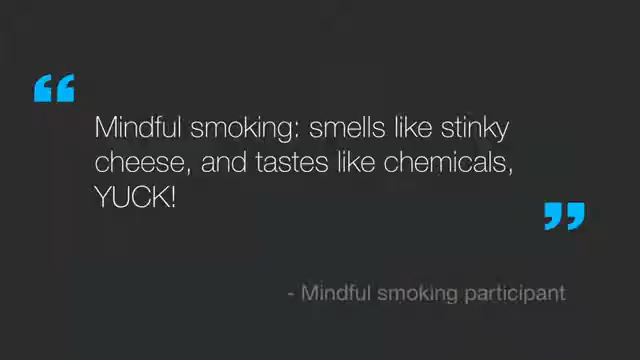 “
Mindful smoking: smells like stinky
cheese, and tastes like chemicals,
YUCK!
”
- Mindful smoking participant